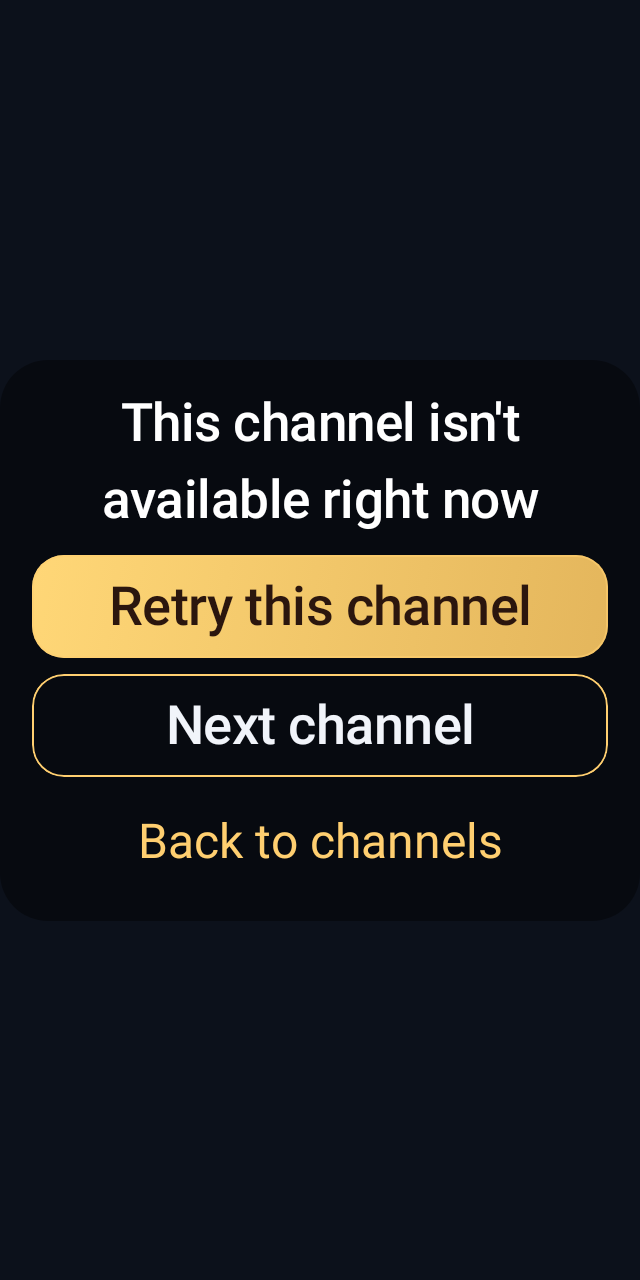 This channel isn't
available right now
Retry this channel
Next channel
Back to channels